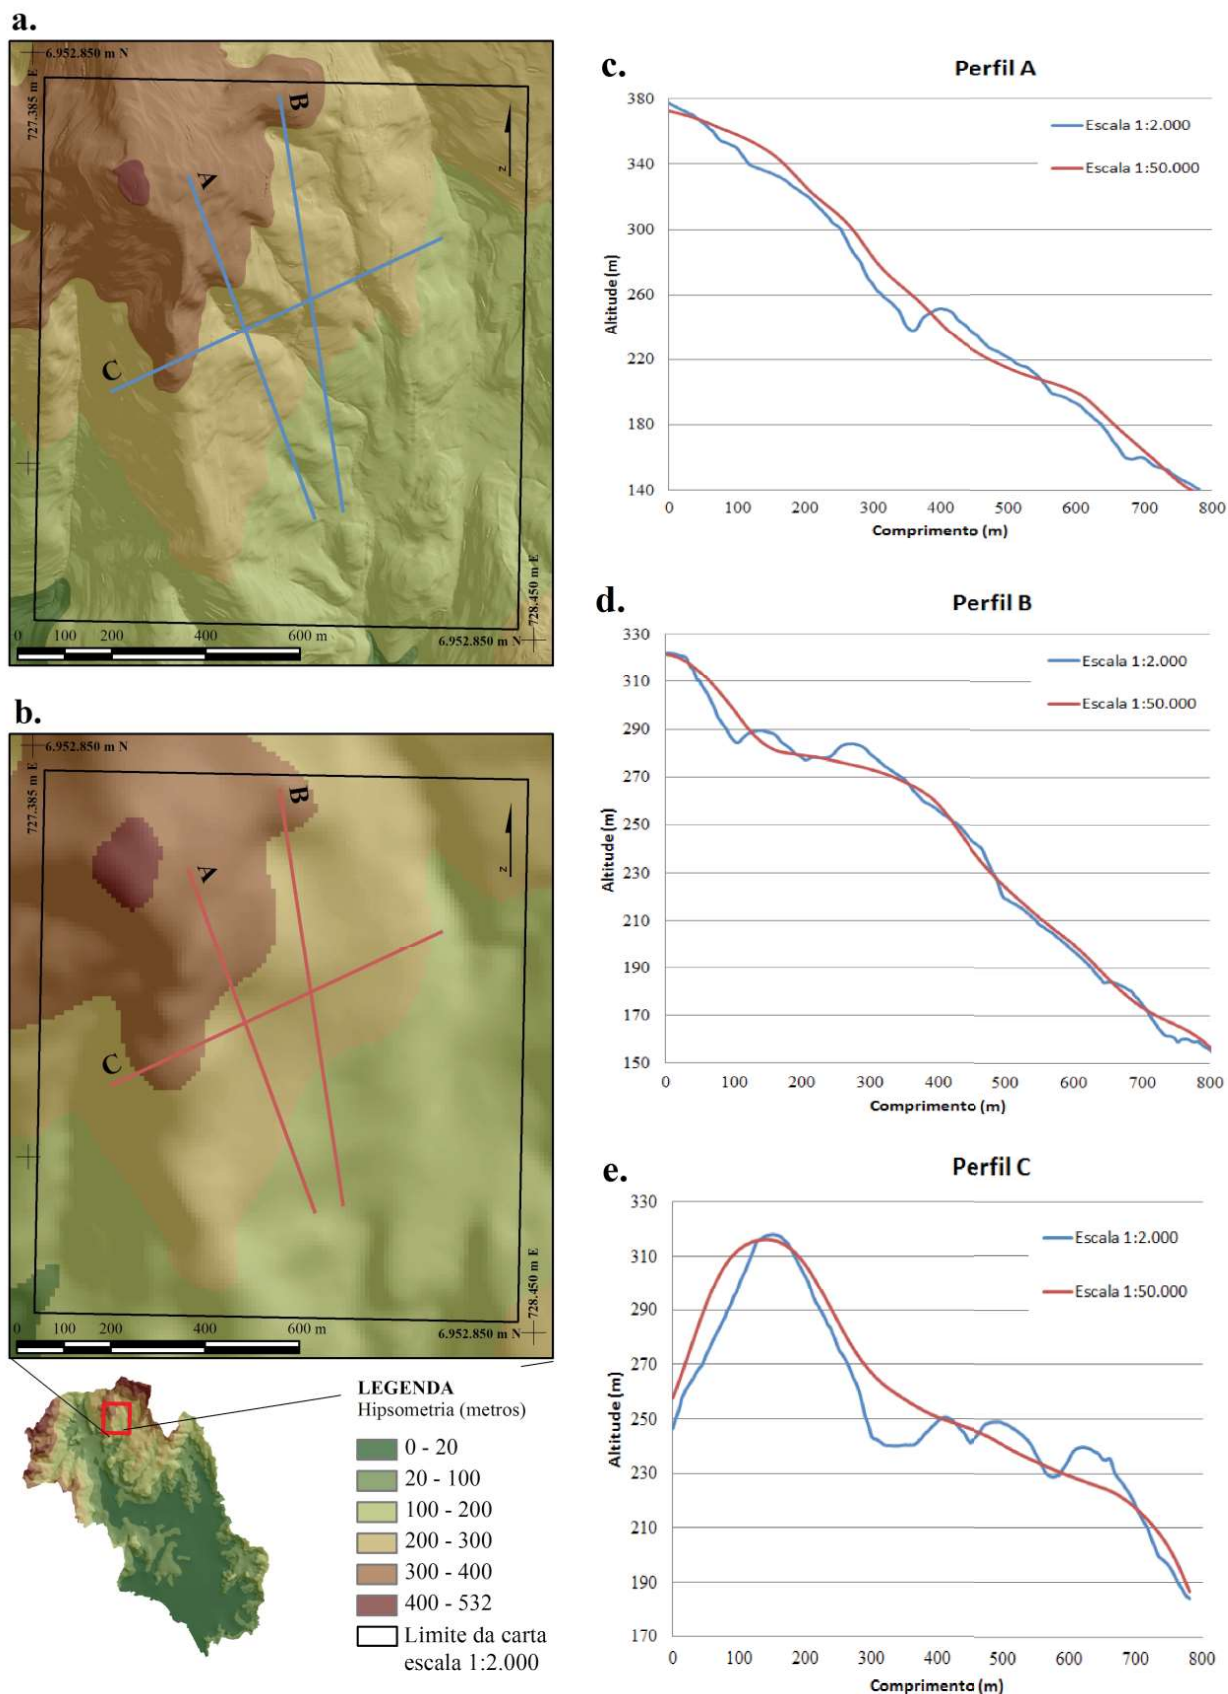 a.
6.952.850 m N
727.385 m E
B
A
C
z
728.450 m E
0 100 200 400 600 m
6.952.850 m N
b.
6.952.850 m N
727.385 m E
B
A
C
z
728.450 m E
0 100 200 400 600 m
6.952.850 m N
LEGENDA
Hipsometria (metros)
0 - 20
20 - 100
100 - 200
200 - 300
300 - 400
400 - 532
Limite da carta
escala 1:2.000
c.
Perfil A
Escala 1:2.000
Escala 1:50.000
Altitude (m)
380
340
300
260
220
180
140
0 100 200 300 400 500 600 700 800
Comprimento (m)
d.
Perfil B
Escala 1:2.000
Escala 1:50.000
Altitude (m)
330
310
290
270
250
230
210
190
170
150
0 100 200 300 400 500 600 700 800
Comprimento (m)
e.
Perfil C
Escala 1:2.000
Escala 1:50.000
Altitude (m)
330
310
290
270
250
230
210
190
170
0 100 200 300 400 500 600 700 800
Comprimento (m)